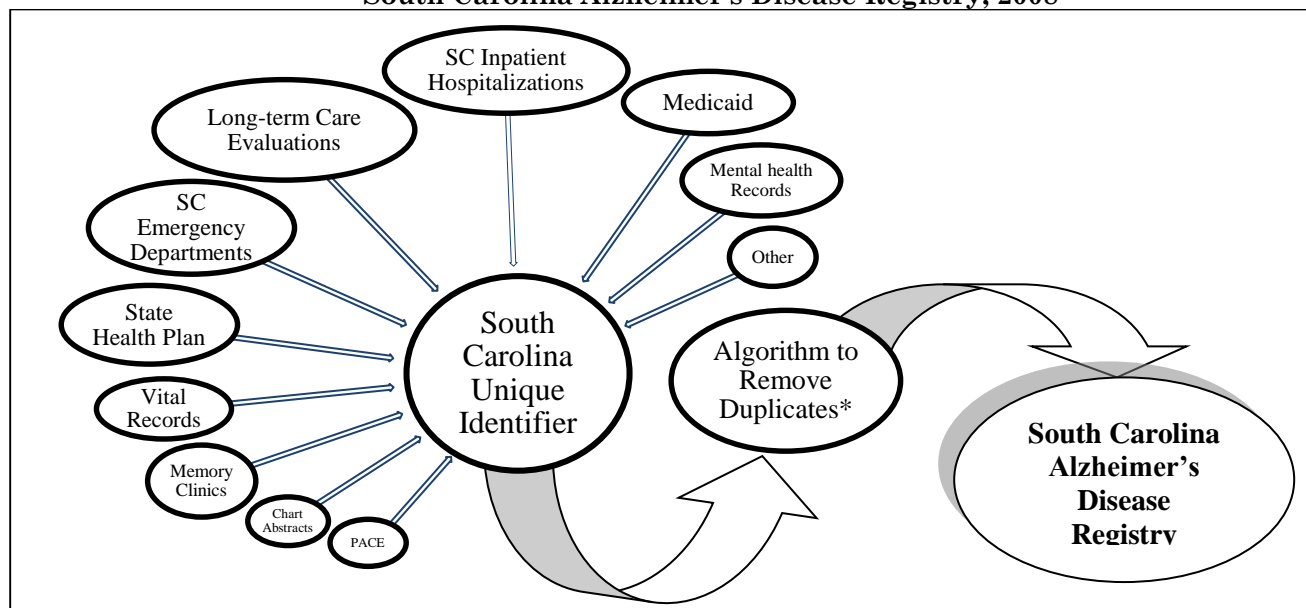 South Carolina Alzheimer's Disease Registry, 2008
SC Inpatient
Hospitalizations
Medicaid
Long-term Care
Evaluations
Mental health
Records
SC
Emergency
Departments
Other
State
Health Plan
South
Carolina
Unique
Identifier
Algorithm to
Remove
Duplicates*
Vital
Records
Memory
Clinics
Chart
Abstracts
PACE
South Carolina
Alzheimer’s
Disease
Registry